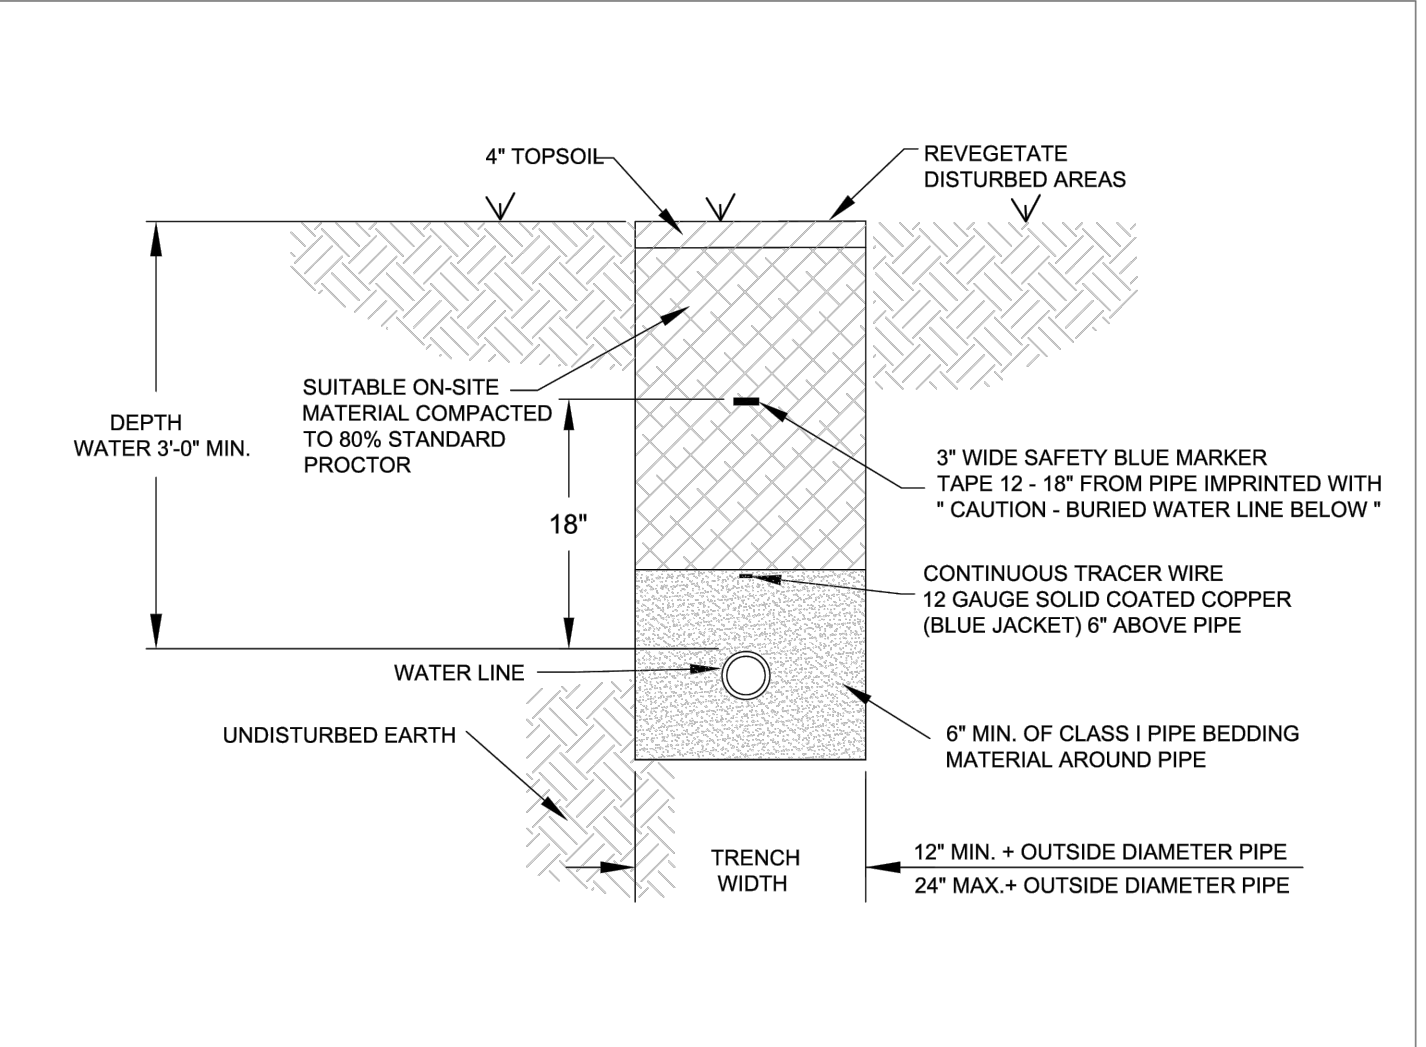 4" TOPSOIL
REVEGETATE
DISTURBED AREAS
SUITABLE ON-SITE
MATERIAL COMPACTED
TO 80% STANDARD
PROCTOR
DEPTH
WATER 3'-0" MIN.
18"
3" WIDE SAFETY BLUE MARKER
TAPE 12 - 18" FROM PIPE IMPRINTED WITH
" CAUTION - BURIED WATER LINE BELOW "
CONTINUOUS TRACER WIRE
12 GAUGE SOLID COATED COPPER
(BLUE JACKET) 6" ABOVE PIPE
WATER LINE
UNDISTURBED EARTH
6" MIN. OF CLASS I PIPE BEDDING
MATERIAL AROUND PIPE
TRENCH
WIDTH
12" MIN. + OUTSIDE DIAMETER PIPE
24" MAX.+ OUTSIDE DIAMETER PIPE